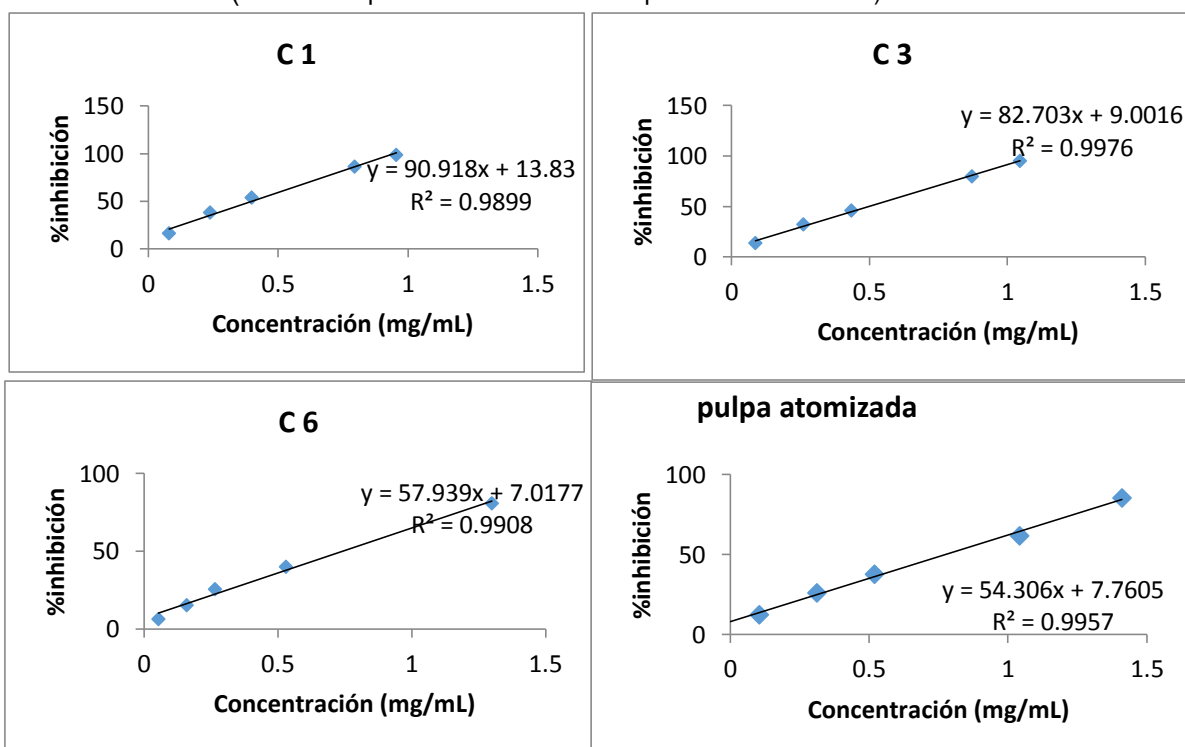 C 1
%inhibición
150
100
50
0
y = 90.918x + 13.83
R² = 0.9899
0 0.5 1 1.5
Concentración (mg/mL)
C 3
%inhibición
150
100
50
0
y = 82.703x + 9.0016
R² = 0.9976
0 0.5 1 1.5
Concentración (mg/mL)
C 6
%inhibición
100
50
0
y = 57.939x + 7.0177
R² = 0.9908
0 0.5 1 1.5
Concentración (mg/mL)
pulpa atomizada
%inhibición
100
50
0
y = 54.306x + 7.7605
R² = 0.9957
0 0.5 1 1.5
Concentración (mg/mL)